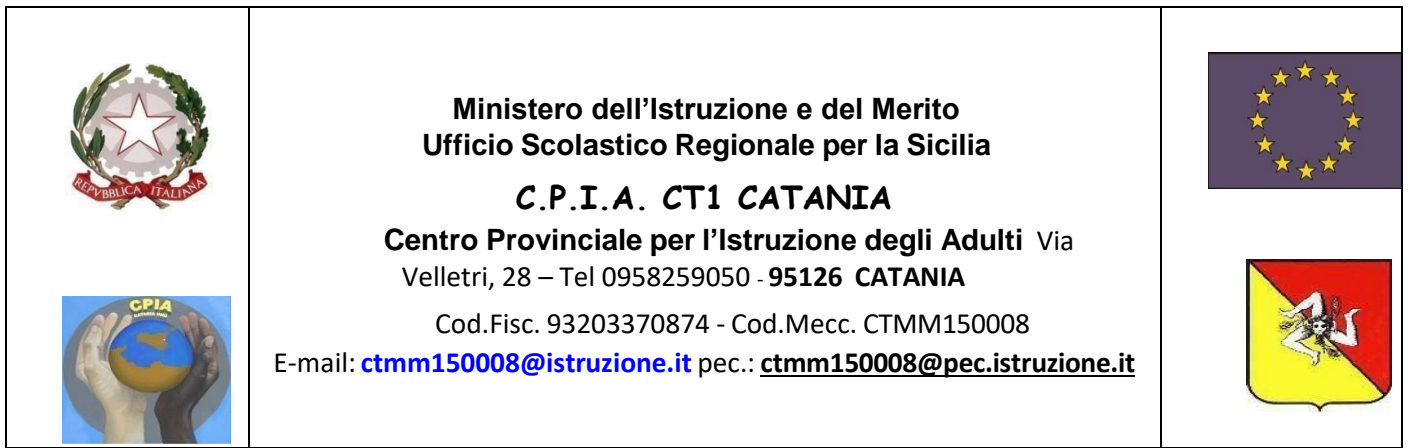 REPVBBLICA ITALIANA
CPIA
CATANIA UNO
Ministero dell'Istruzione e del Merito
Ufficio Scolastico Regionale per la Sicilia
C.P.I.A. CT1 CATANIA
Centro Provinciale per l'Istruzione degli Adulti Via
Velletri, 28 – Tel 0958259050 - 95126 CATANIA
Cod.Fisc. 93203370874 - Cod.Mecc. CTMM150008
E-mail: ctmm150008@istruzione.it pec.: ctmm150008@pec.istruzione.it